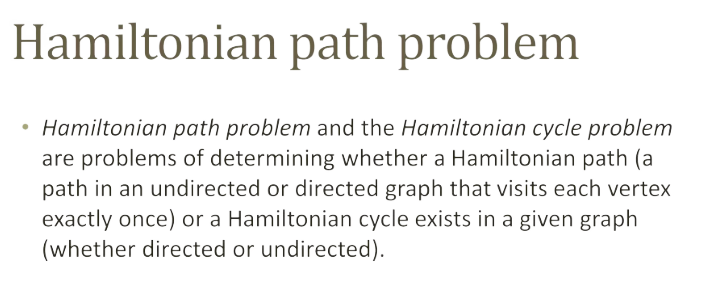 Hamiltonian path problem
• Hamiltonian path problem and the Hamiltonian cycle problem
are problems of determining whether a Hamiltonian path (a
path in an undirected or directed graph that visits each vertex
exactly once) or a Hamiltonian cycle exists in a given graph
(whether directed or undirected).